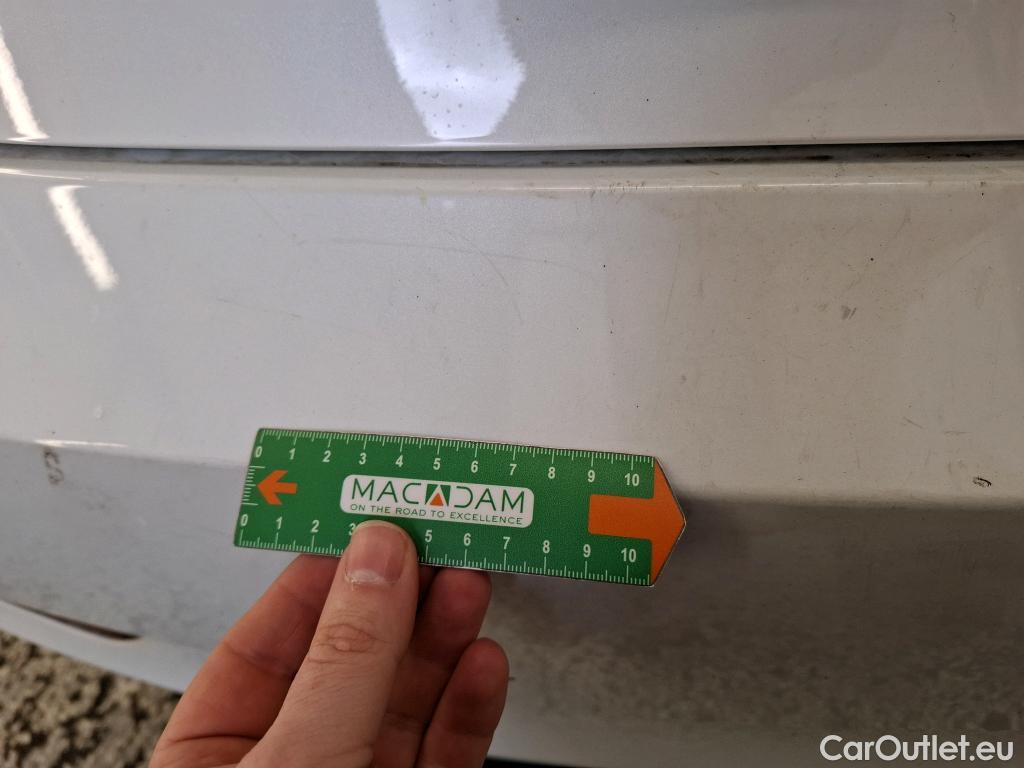 0 1 2 3 4 5 6 7 8 9 10
MACADAM
ON THE ROAD TO EXCELLENCE
0 1 2 3 5 6 7 8 9 10
CarOutlet.eu